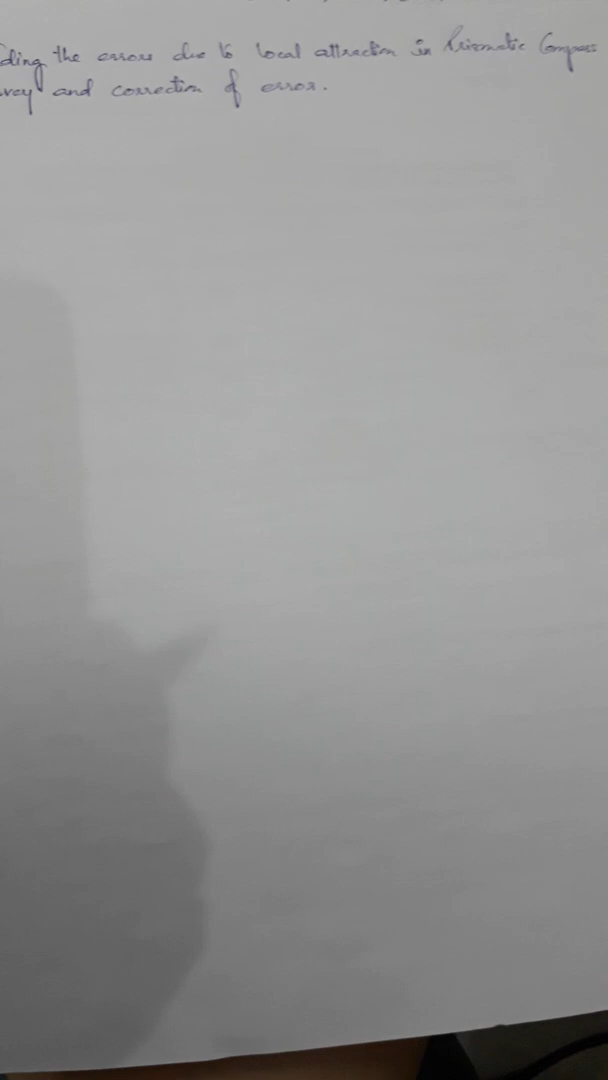 ding the errors due to local attraction in Prismatic Compass
vey and correction of error.